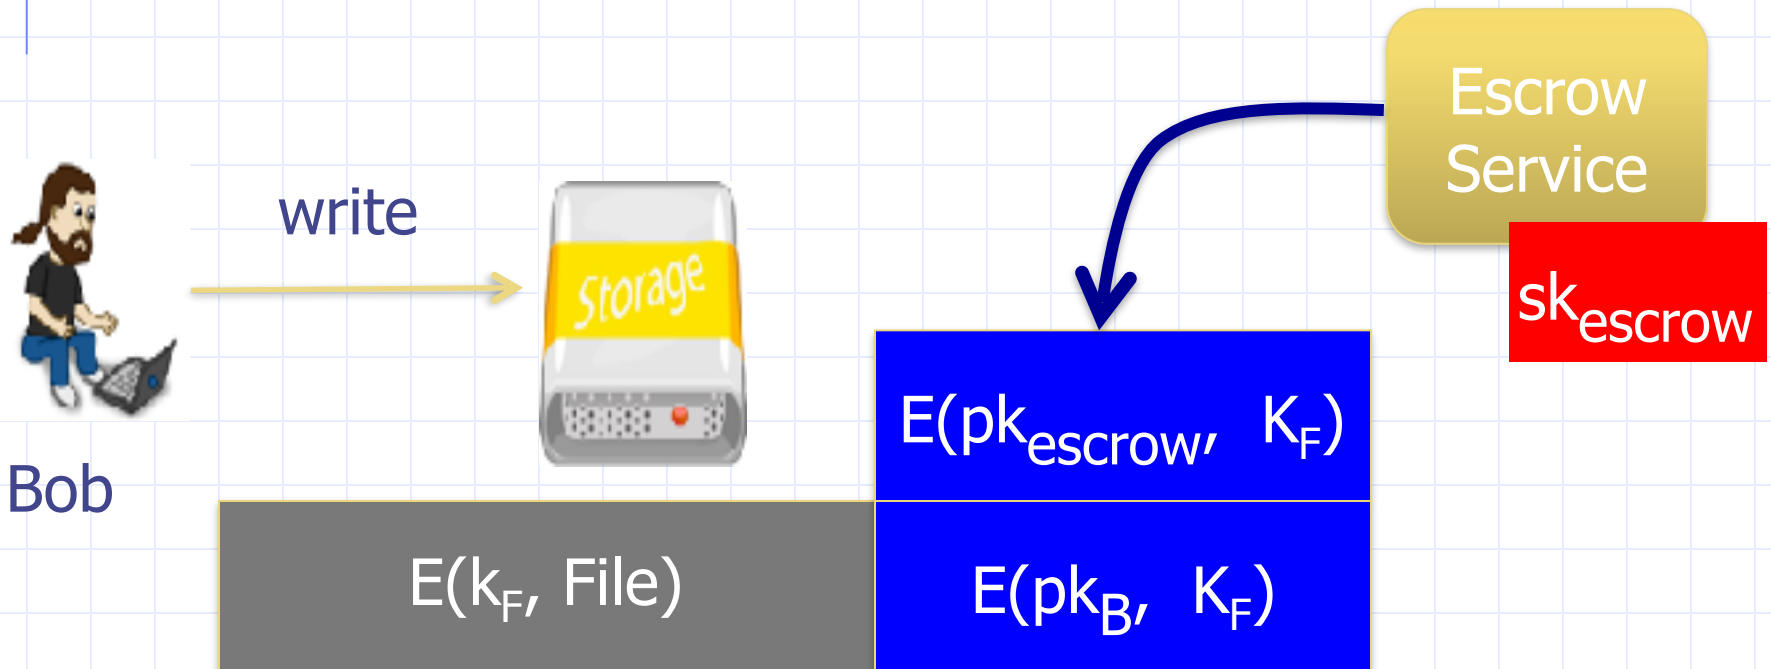 Escrow
Service
write
Storage
sk_escrow
E(pk_escrow, K_F)
Bob
E(k_F, File)
E(pk_B, K_F)